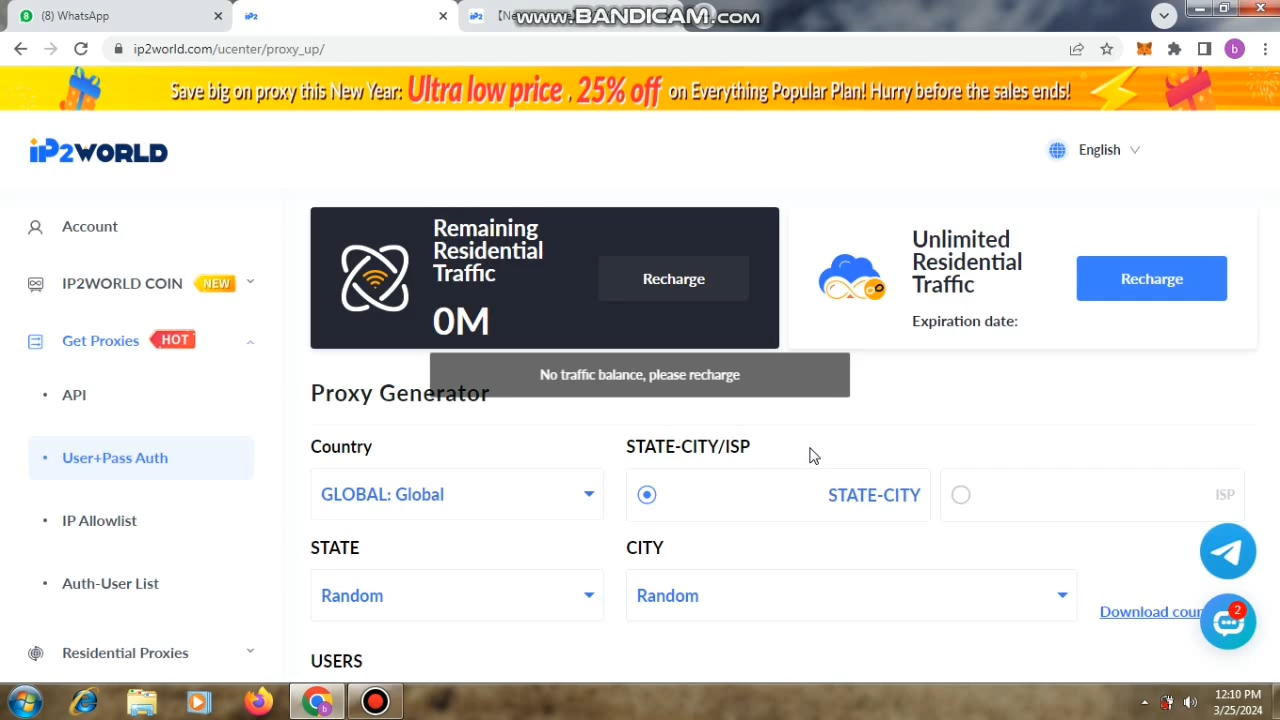 (8) WhatsApp
www.BANDICAM.COM
ip2world.com/ucenter/proxy_up/
b
Save big on proxy this New Year: Ultra low price , 25% off on Everything Popular Plan! Hurry before the sales ends!
iP2WORLD
English
Account
IP2WORLD COIN NEW
Get Proxies HOT
API
User+Pass Auth
IP Allowlist
Auth-User List
Residential Proxies
Remaining
Residential
Traffic
0M
Recharge
Unlimited
Residential
Traffic
Expiration date:
Recharge
No traffic balance, please recharge
Proxy Generator
Country
GLOBAL: Global
STATE-CITY/ISP
STATE-CITY
ISP
STATE
Random
CITY
Random
Download coun
2
USERS
12:10 PM
3/25/2024